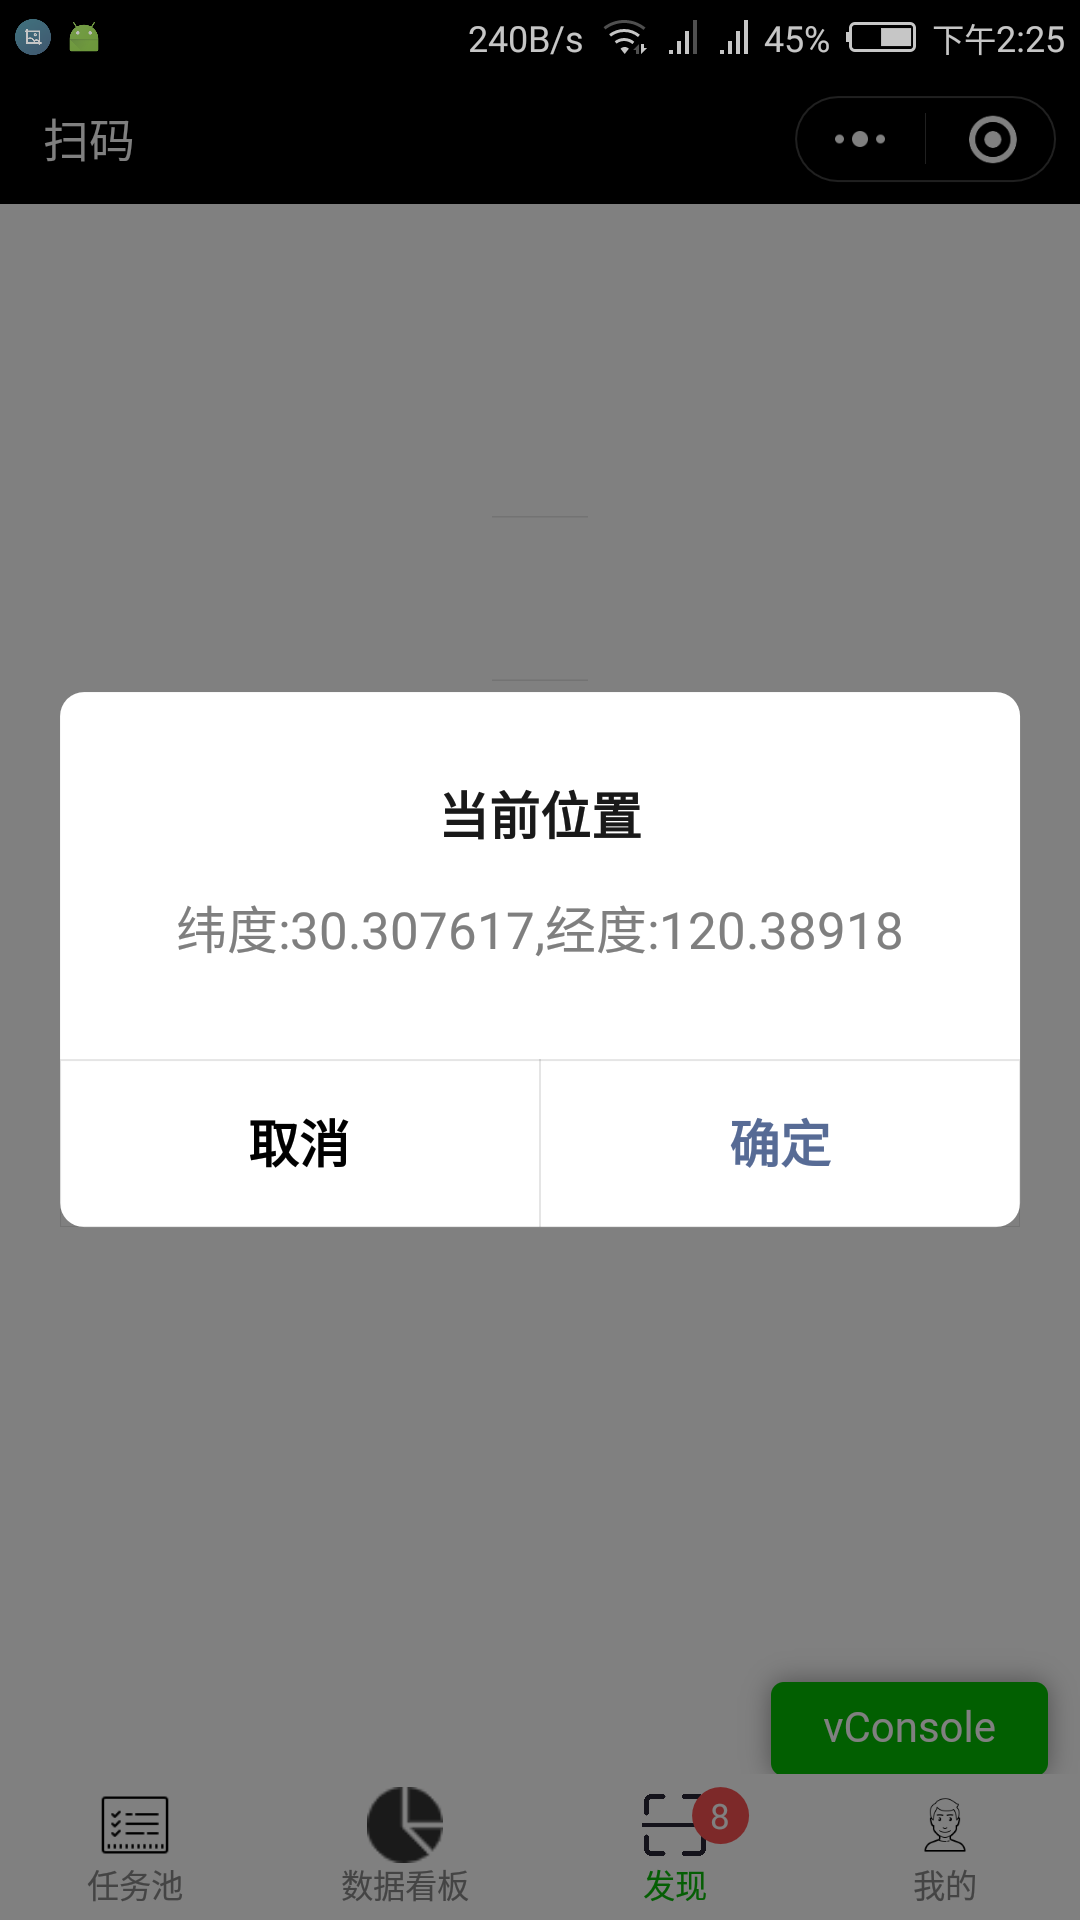 240B/s 45% 下午2:25
扫码
当前位置
纬度:30.307617,经度:120.38918
取消 确定
vConsole
8
任务池 数据看板 发现 我的